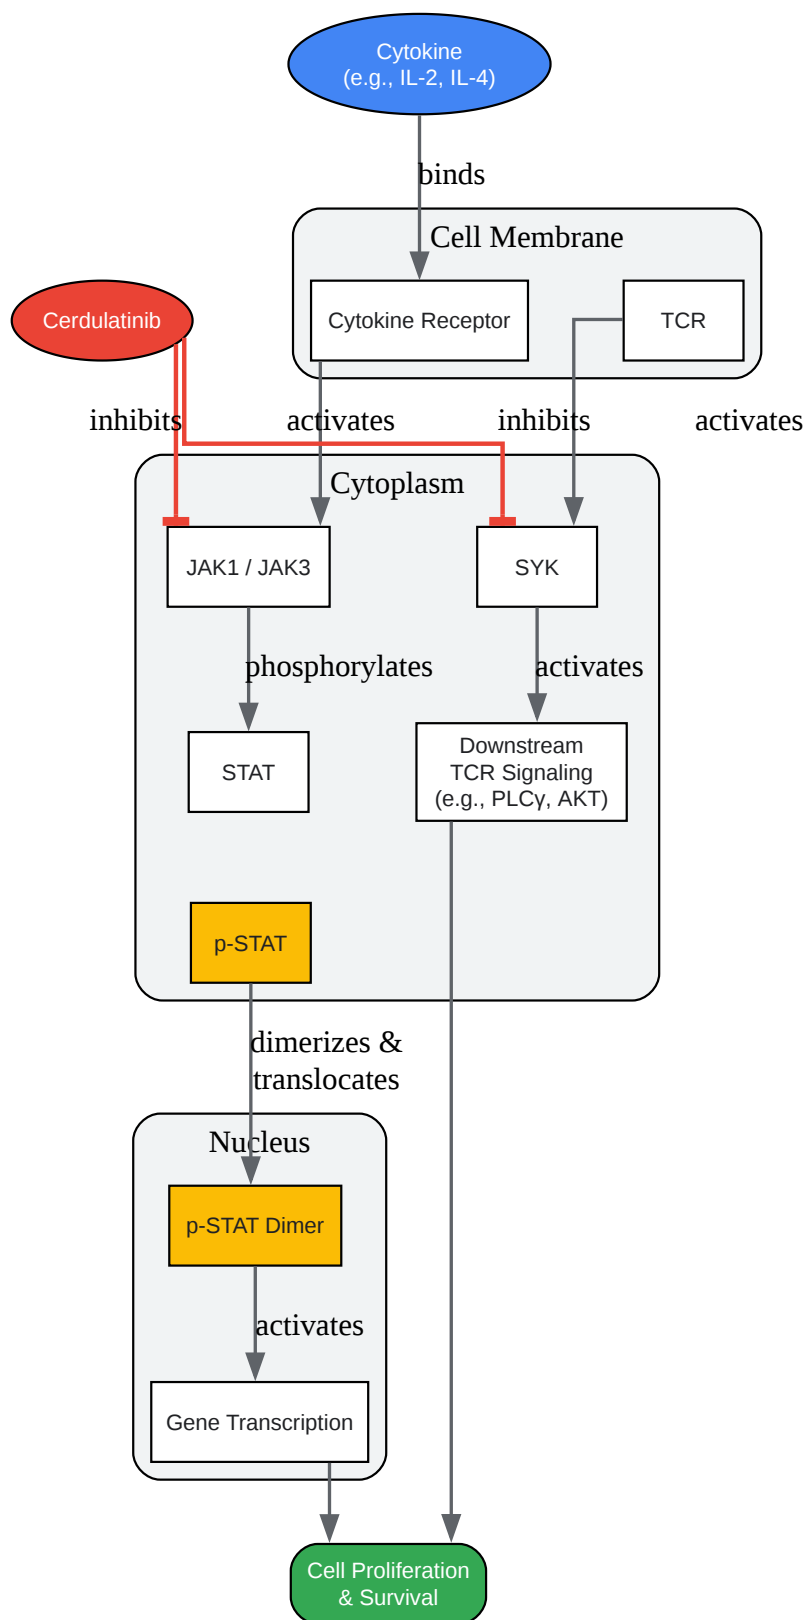 Cytokine
(e.g., IL-2, IL-4)
binds
Cell Membrane
Cerdulatinib
Cytokine Receptor
TCR
inhibits
activates
inhibits
activates
Cytoplasm
JAK1 / JAK3
SYK
phosphorylates
activates
STAT
Downstream
TCR Signaling
(e.g., PLCγ, AKT)
p-STAT
dimerizes &
translocates
Nucleus
p-STAT Dimer
activates
Gene Transcription
Cell Proliferation
& Survival